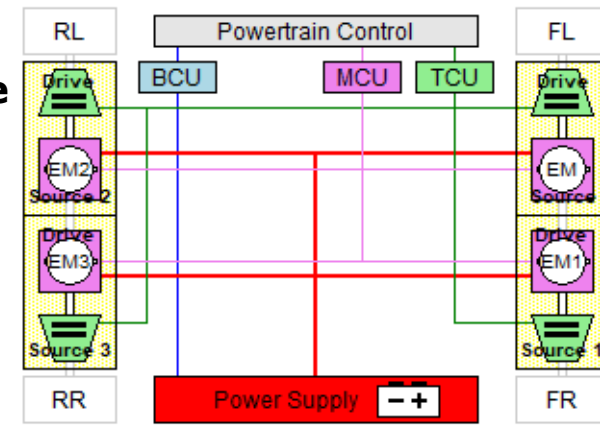 RL
Powertrain Control
FL
e
Drive
BCU
MCU
TCU
Drive
EM2
EM
Source 2
Source
Drive
Drive
EM3
EM1
Source 3
Source 1
RR
Power Supply
- +
FR